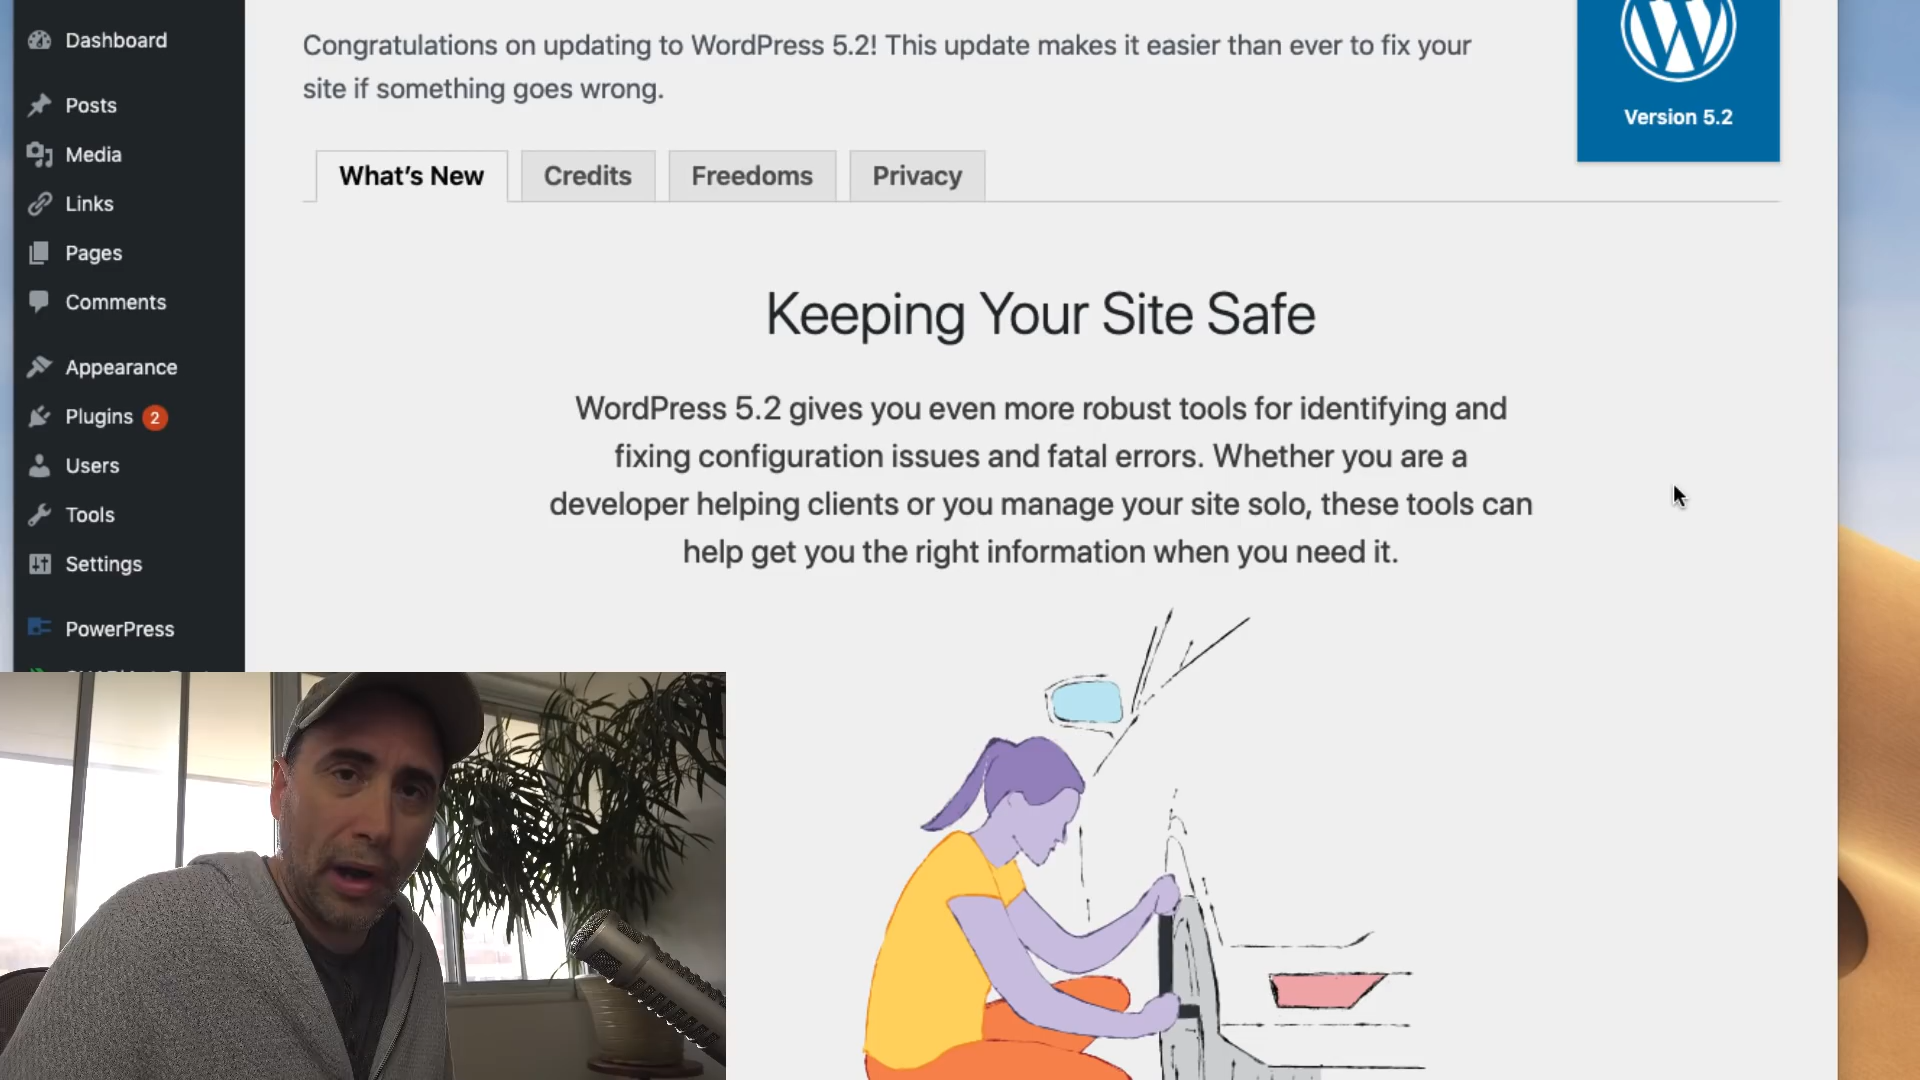 Dashboard
Posts
Media
Links
Pages
Comments
Appearance
Plugins 2
Users
Tools
Settings
PowerPress
Congratulations on updating to WordPress 5.2! This update makes it easier than ever to fix your
site if something goes wrong.
Version 5.2
What's New Credits Freedoms Privacy
Keeping Your Site Safe
WordPress 5.2 gives you even more robust tools for identifying and
fixing configuration issues and fatal errors. Whether you are a
developer helping clients or you manage your site solo, these tools can
help get you the right information when you need it.